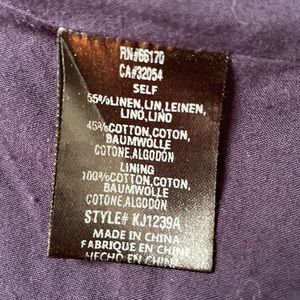 RN#66170
CA#32054
SELF
55%LINEN,LIN,LEINEN,
LINO,LINO
45%COTTON,COTON,
BAUMWOLLE
COTONE,ALGODON
LINING
100%COTTON,COTON,
BAUMWOLLE
COTONE,ALGODON
STYLE# KJ1239A
MADE IN CHINA
FABRIQUE EN CHINE
HECHO EN CHINA